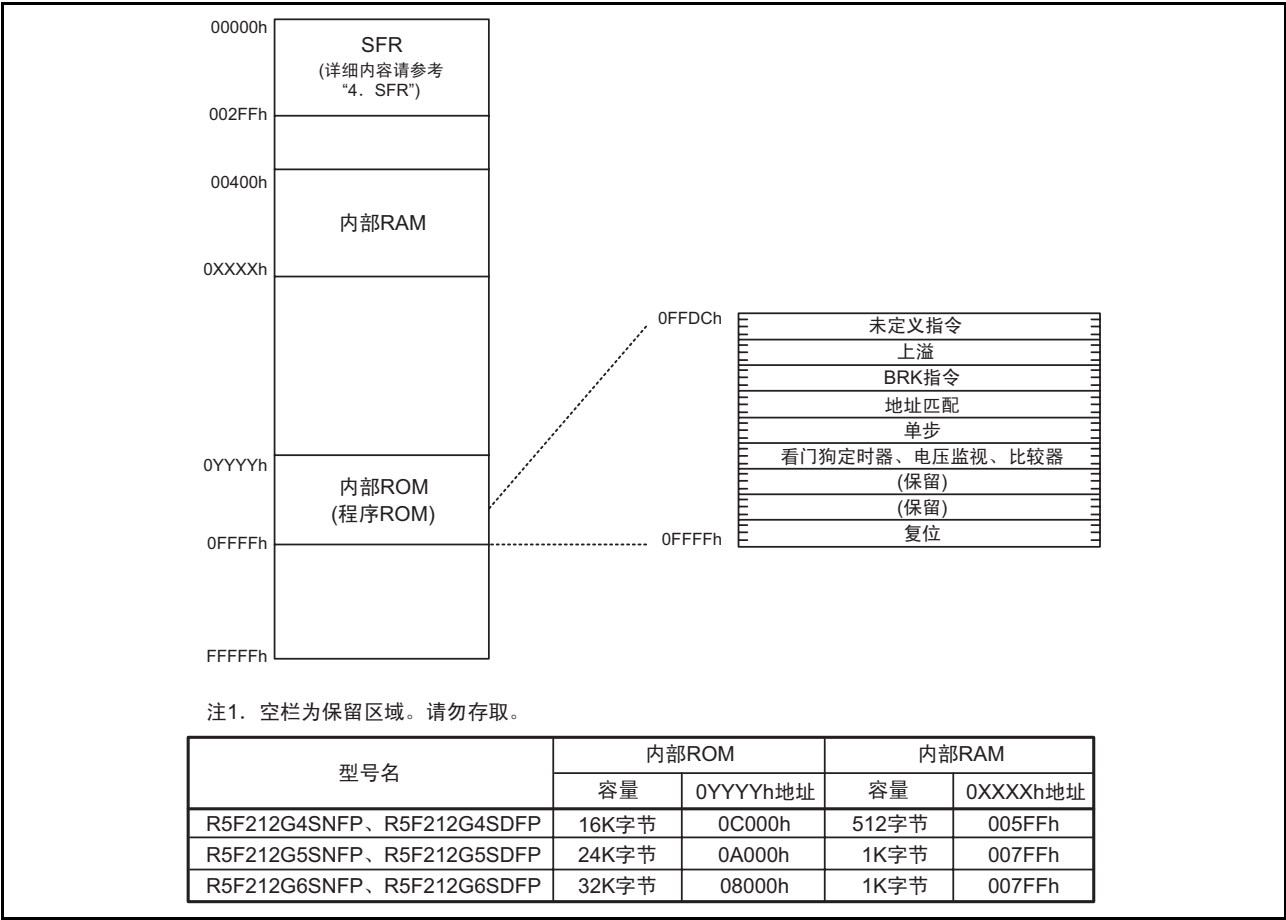 00000h
SFR
(详细内容请参考
“4．SFR”)
002FFh
00400h
内部RAM
0XXXXh
0YYYYh
内部ROM
(程序ROM)
0FFFFh
FFFFFh
0FFDCh
未定义指令
上溢
BRK指令
地址匹配
单步
看门狗定时器、电压监视、比较器
(保留)
(保留)
复位
0FFFFh
注1．空栏为保留区域。请勿存取。
型号名 内部ROM 内部RAM
容量 0YYYYh地址 容量 0XXXXh地址
R5F212G4SNFP、R5F212G4SDFP 16K字节 0C000h 512字节 005FFh
R5F212G5SNFP、R5F212G5SDFP 24K字节 0A000h 1K字节 007FFh
R5F212G6SNFP、R5F212G6SDFP 32K字节 08000h 1K字节 007FFh